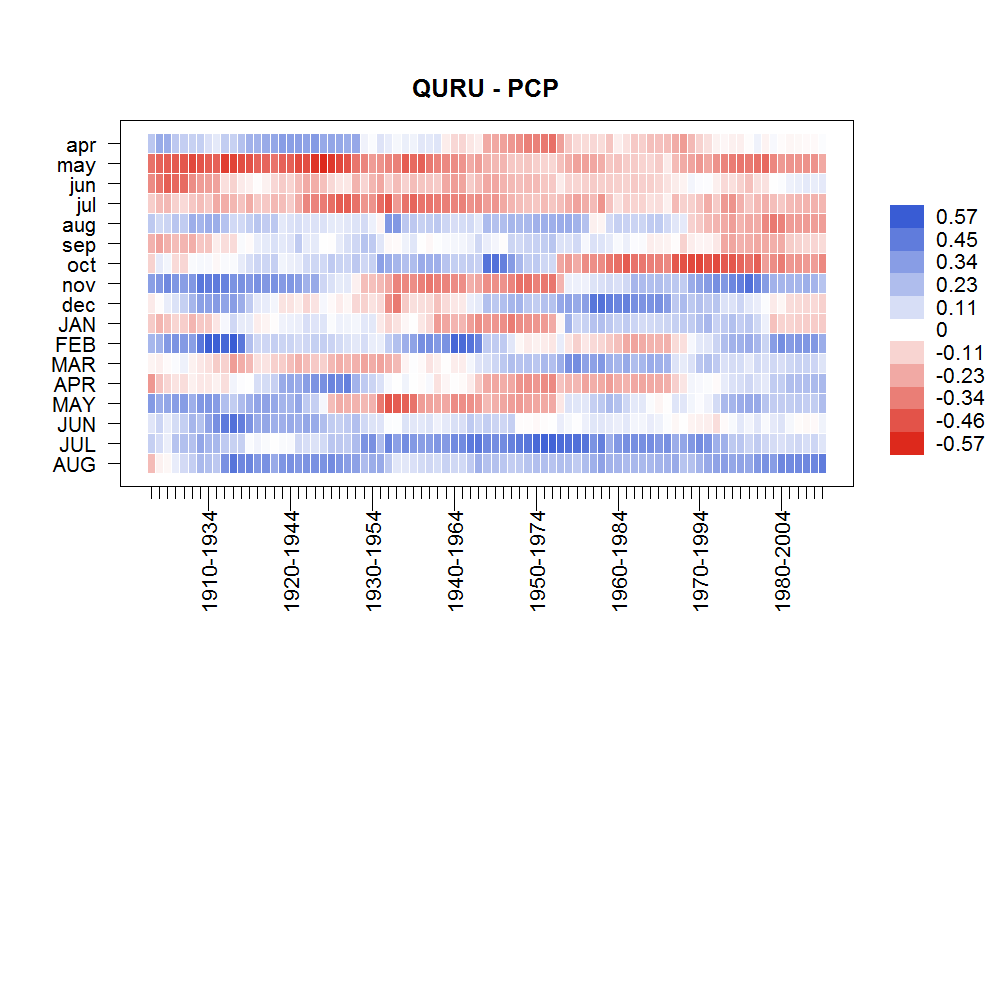 QURU - PCP
apr
may
jun
jul
aug
sep
oct
nov
dec
JAN
FEB
MAR
APR
MAY
JUN
JUL
AUG
0.57
0.45
0.34
0.23
0.11
0
-0.11
-0.23
-0.34
-0.46
-0.57
1910-1934
1920-1944
1930-1954
1940-1964
1950-1974
1960-1984
1970-1994
1980-2004